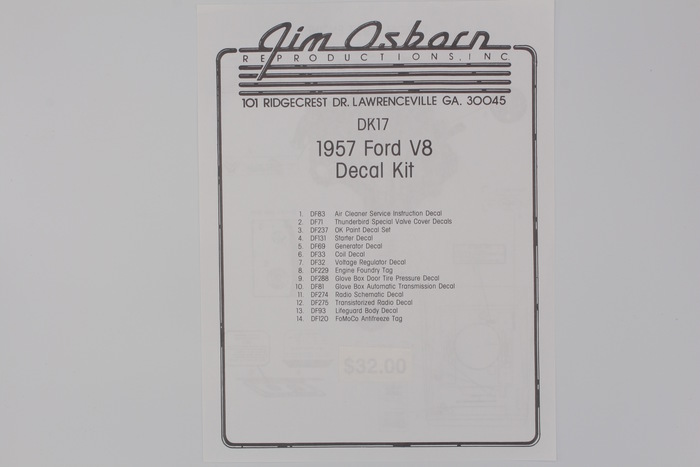 Jim Osborn
REPRODUCTIONS, INC
101 RIDGECREST DR. LAWRENCEVILLE GA. 30045
DK17
1957 Ford V8
Decal Kit
1. DF83 Air Cleaner Service Instruction Decal
2. DF71 Thunderbird Special Valve Cover Decals
3. DF237 OK Paint Decal Set
4. DF131 Starter Decal
5. DF69 Generator Decal
6. DF33 Coil Decal
7. DF32 Voltage Regulator Decal
8. DF229 Engine Foundry Tag
9. DF288 Glove Box Door Tire Pressure Decal
10. DF81 Glove Box Automatic Transmission Decal
11. DF274 Radio Schematic Decal
12. DF275 Transistorized Radio Decal
13. DF93 Lifeguard Body Decal
14. DF120 FoMoCo Antifreeze Tag
$32.00